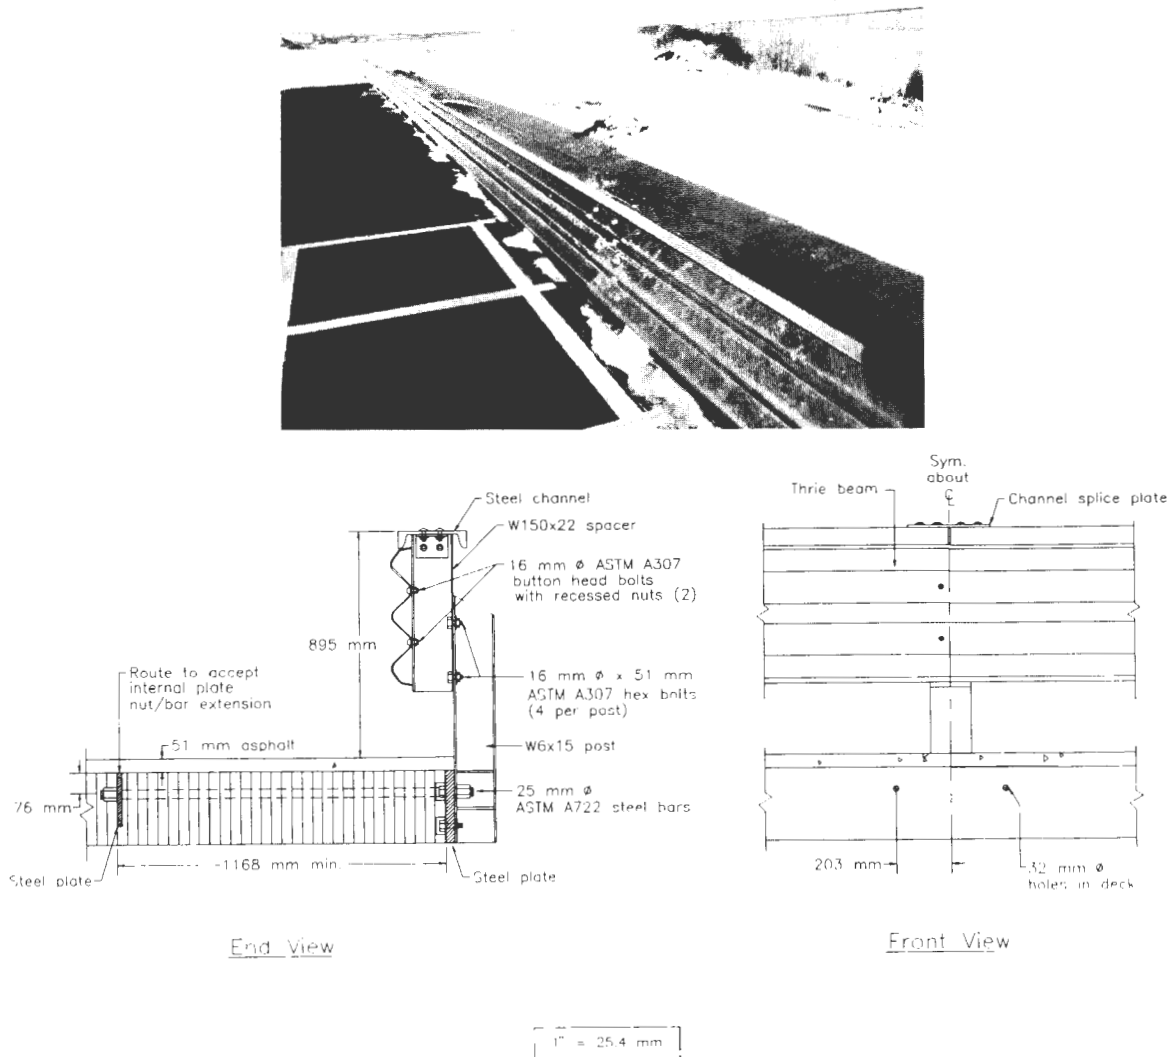 Steel channel
W150x22 spacer
16 mm ø ASTM A307
button head bolts
with recessed nuts (2)
895 mm
Route to accept
internal plate
nut/bar extension
16 mm ø x 51 mm
ASTM A307 hex bolts
(4 per post)
51 mm asphalt
W6x15 post
76 mm
25 mm ø
ASTM A722 steel bars
1168 mm min.
Steel plate
Steel plate
End View
Sym.
about
℄
Thrie beam
Channel splice plate
203 mm
32 mm ø
holes in deck
Front View
1" = 25.4 mm